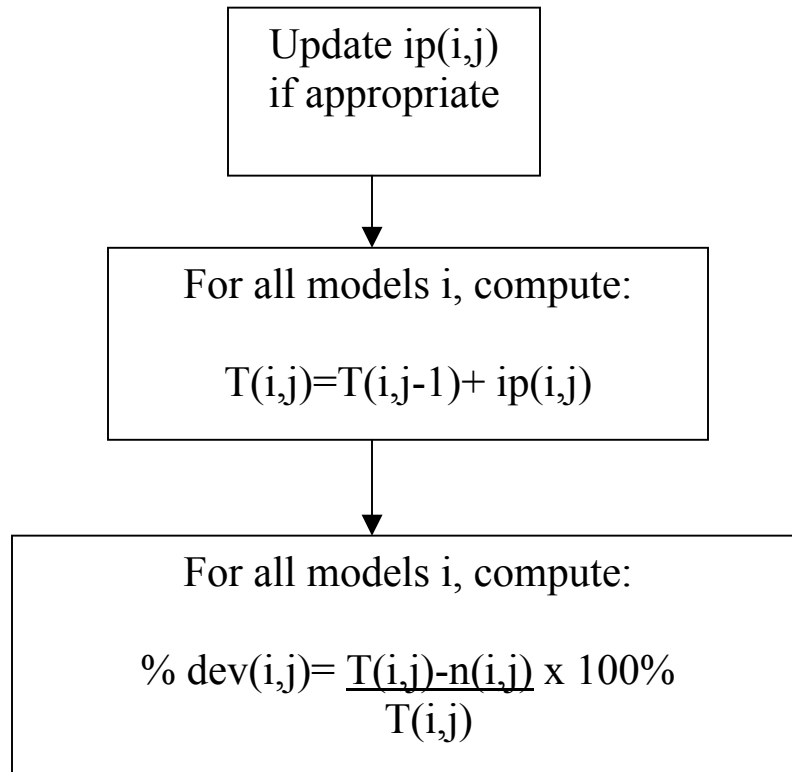 Update ip(i,j)
if appropriate
For all models i, compute:
T(i,j)=T(i,j-1)+ ip(i,j)
For all models i, compute:
% dev(i,j)= T(i,j)-n(i,j) x 100%
T(i,j)